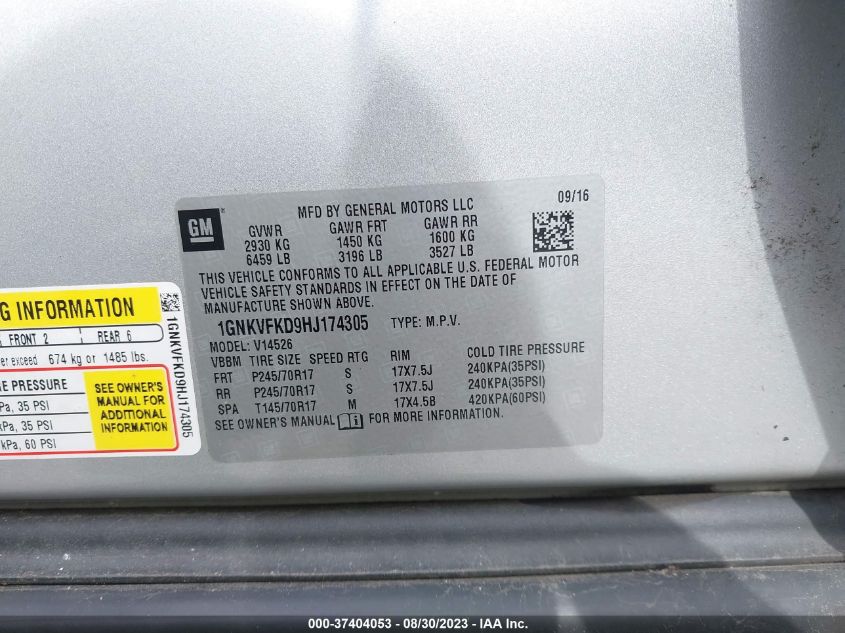 GM
MFD BY GENERAL MOTORS LLC
09/16
GVWR GAWR FRT GAWR RR
2930 KG 1450 KG 1600 KG
6459 LB 3196 LB 3527 LB
THIS VEHICLE CONFORMS TO ALL APPLICABLE U.S. FEDERAL MOTOR
VEHICLE SAFETY STANDARDS IN EFFECT ON THE DATE OF
MANUFACTURE SHOWN ABOVE.
1GNKVFKD9HJ174305 TYPE: M.P.V.
MODEL: V14526
VBBM TIRE SIZE SPEED RTG RIM COLD TIRE PRESSURE
FRT P245/70R17 S 17X7.5J 240KPA(35PSI)
RR P245/70R17 S 17X7.5J 240KPA(35PSI)
SPA T145/70R17 M 17X4.5B 420KPA(60PSI)
SEE OWNER'S MANUAL i FOR MORE INFORMATION.
G INFORMATION
FRONT 2 REAR 6
er exceed 674 kg or 1485 lbs.
RE PRESSURE
Pa, 35 PSI
kPa, 35 PSI
kPa, 60 PSI
SEE OWNER'S
MANUAL FOR
ADDITIONAL
INFORMATION
1GNKVFKD9HJ174305
000-37404053 - 08/30/2023 - IAA Inc.